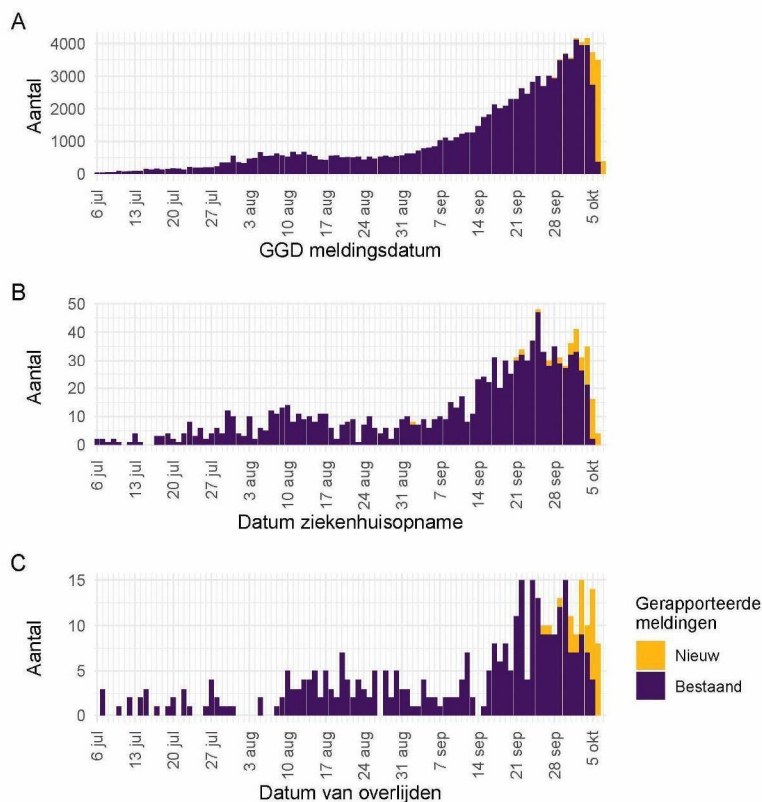 A
4000
3000
2000
1000
0
Aantal
6 jul
13 jul
20 jul
27 jul
3 aug
10 aug
17 aug
24 aug
31 aug
7 sep
14 sep
21 sep
28 sep
5 okt
GGD meldingsdatum
B
50
40
30
20
10
0
Aantal
6 jul
13 jul
20 jul
27 jul
3 aug
10 aug
17 aug
24 aug
31 aug
7 sep
14 sep
21 sep
28 sep
5 okt
Datum ziekenhuisopname
C
15
10
5
0
Aantal
6 jul
13 jul
20 jul
27 jul
3 aug
10 aug
17 aug
24 aug
31 aug
7 sep
14 sep
21 sep
28 sep
5 okt
Datum van overlijden
Gerapporteerde
meldingen
Nieuw
Bestaand